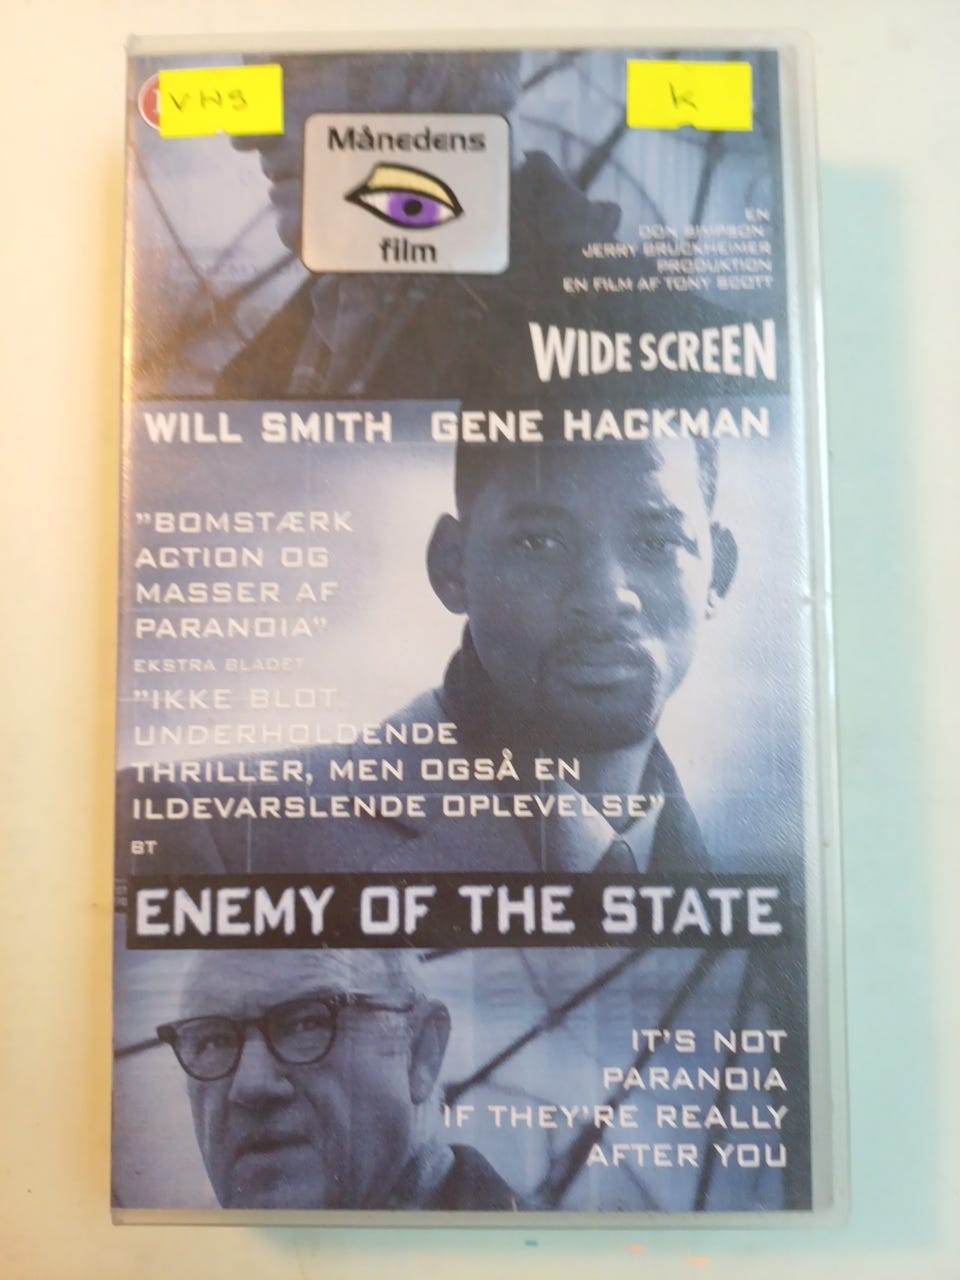 VHS
K
Månedens
film
EN
DON SIMPSON
JERRY BRUCKHEIMER
PRODUKTION
EN FILM AF TONY SCOTT
WIDE SCREEN
WILL SMITH GENE HACKMAN
"BOMSTÆRK
ACTION OG
MASSER AF
PARANOIA"
EKSTRA BLADET
"IKKE BLOT
UNDERHOLDENDE
THRILLER, MEN OGSÅ EN
ILDEVARSLENDE OPLEVELSE"
BT
ENEMY OF THE STATE
IT'S NOT
PARANOIA
IF THEY'RE REALLY
AFTER YOU